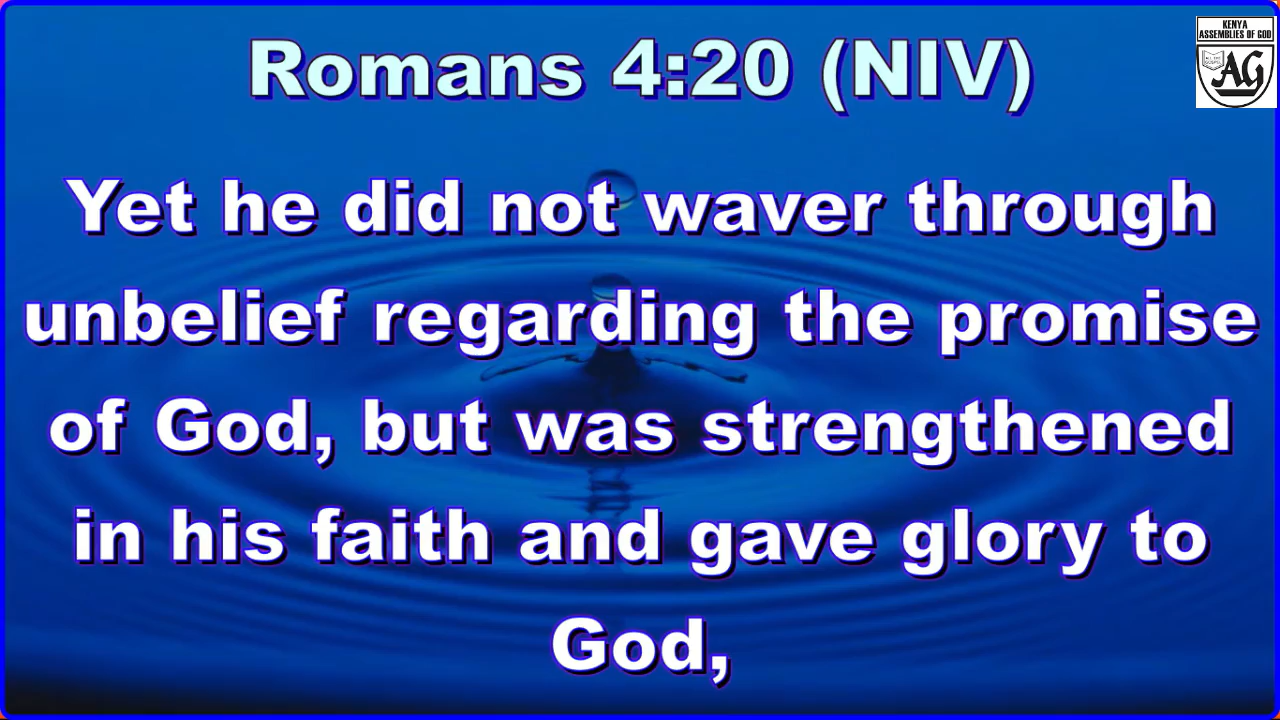 KENYA
ASSEMBLIES OF GOD
AG
Romans 4:20 (NIV)
Yet he did not waver through
unbelief regarding the promise
of God, but was strengthened
in his faith and gave glory to
God,